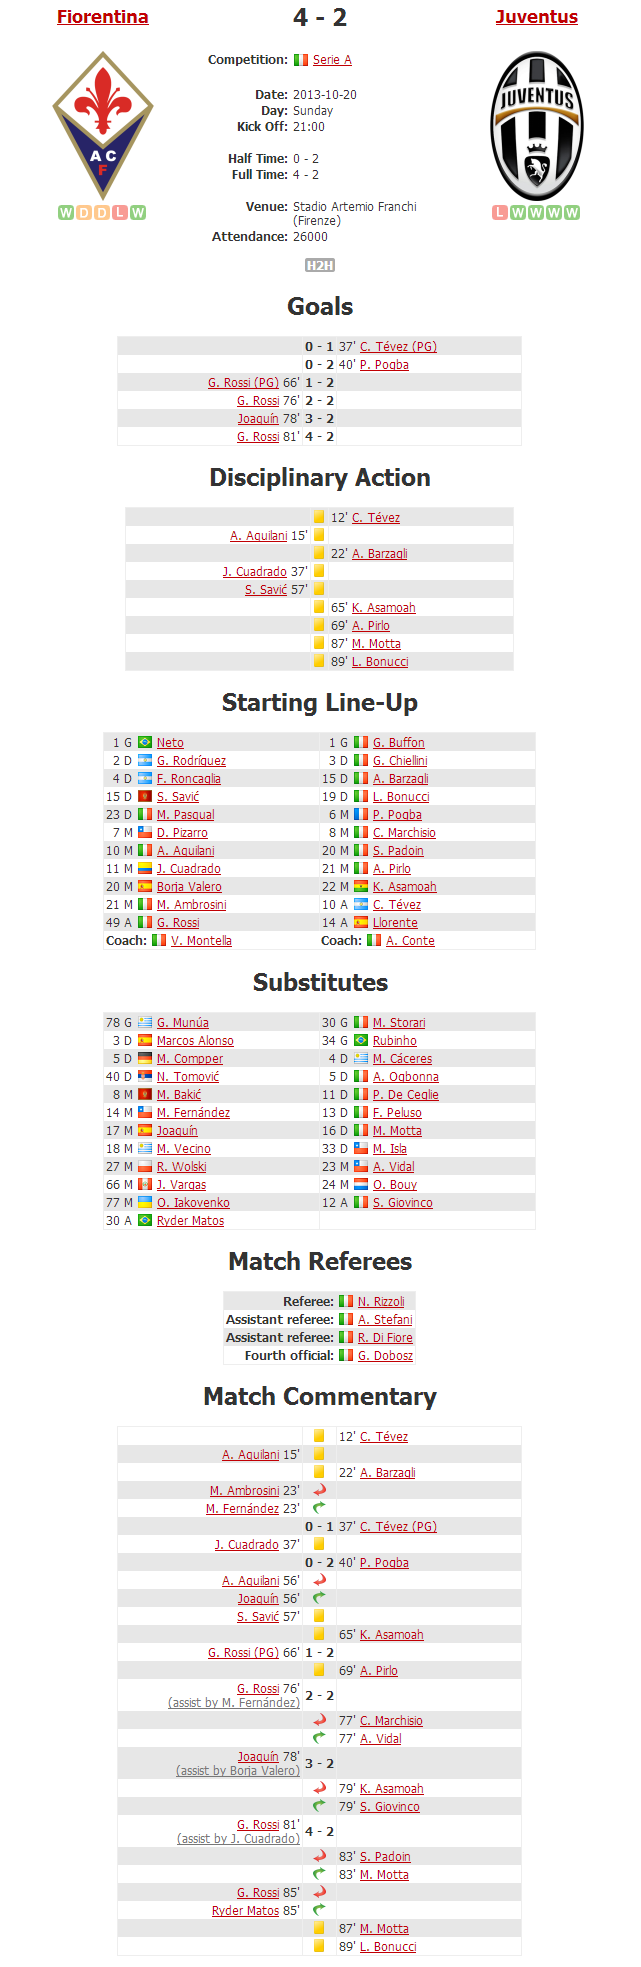 Fiorentina 4 - 2 Juventus
Competition: Serie A
Date: 2013-10-20
Day: Sunday
Kick Off: 21:00
Half Time: 0 - 2
Full Time: 4 - 2
Venue: Stadio Artemio Franchi
(Firenze)
Attendance: 26000
A C
F
JUVENTUS
W D D L W
L W W W W
H2H
Goals
0 - 1 37' C. Tévez (PG)
0 - 2 40' P. Pogba
G. Rossi (PG) 66' 1 - 2
G. Rossi 76' 2 - 2
Joaquín 78' 3 - 2
G. Rossi 81' 4 - 2
Disciplinary Action
12' C. Tévez
A. Aquilani 15'
22' A. Barzagli
J. Cuadrado 37'
S. Savić 57'
65' K. Asamoah
69' A. Pirlo
87' M. Motta
89' L. Bonucci
Starting Line-Up
1 G Neto 1 G G. Buffon
2 D G. Rodríguez 3 D G. Chiellini
4 D F. Roncaglia 15 D A. Barzagli
15 D S. Savić 19 D L. Bonucci
23 D M. Pasqual 6 M P. Pogba
7 M D. Pizarro 8 M C. Marchisio
10 M A. Aquilani 20 M S. Padoin
11 M J. Cuadrado 21 M A. Pirlo
20 M Borja Valero 22 M K. Asamoah
21 M M. Ambrosini 10 A C. Tévez
49 A G. Rossi 14 A Llorente
Coach: V. Montella Coach: A. Conte
Substitutes
78 G G. Munúa 30 G M. Storari
3 D Marcos Alonso 34 G Rubinho
5 D M. Compper 4 D M. Cáceres
40 D N. Tomović 5 D A. Ogbonna
8 M M. Bakić 11 D P. De Ceglie
14 M M. Fernández 13 D F. Peluso
17 M Joaquín 16 D M. Motta
18 M M. Vecino 33 D M. Isla
27 M R. Wolski 23 M A. Vidal
66 M J. Vargas 24 M O. Bouy
77 M O. Iakovenko 12 A S. Giovinco
30 A Ryder Matos
Match Referees
Referee: N. Rizzoli
Assistant referee: A. Stefani
Assistant referee: R. Di Fiore
Fourth official: G. Dobosz
Match Commentary
12' C. Tévez
A. Aquilani 15'
22' A. Barzagli
M. Ambrosini 23'
M. Fernández 23'
0 - 1 37' C. Tévez (PG)
J. Cuadrado 37'
0 - 2 40' P. Pogba
A. Aquilani 56'
Joaquín 56'
S. Savić 57'
65' K. Asamoah
G. Rossi (PG) 66' 1 - 2
69' A. Pirlo
G. Rossi 76' 2 - 2
(assist by M. Fernández)
77' C. Marchisio
77' A. Vidal
Joaquín 78' 3 - 2
(assist by Borja Valero)
79' K. Asamoah
79' S. Giovinco
G. Rossi 81' 4 - 2
(assist by J. Cuadrado)
83' S. Padoin
83' M. Motta
G. Rossi 85'
Ryder Matos 85'
87' M. Motta
89' L. Bonucci